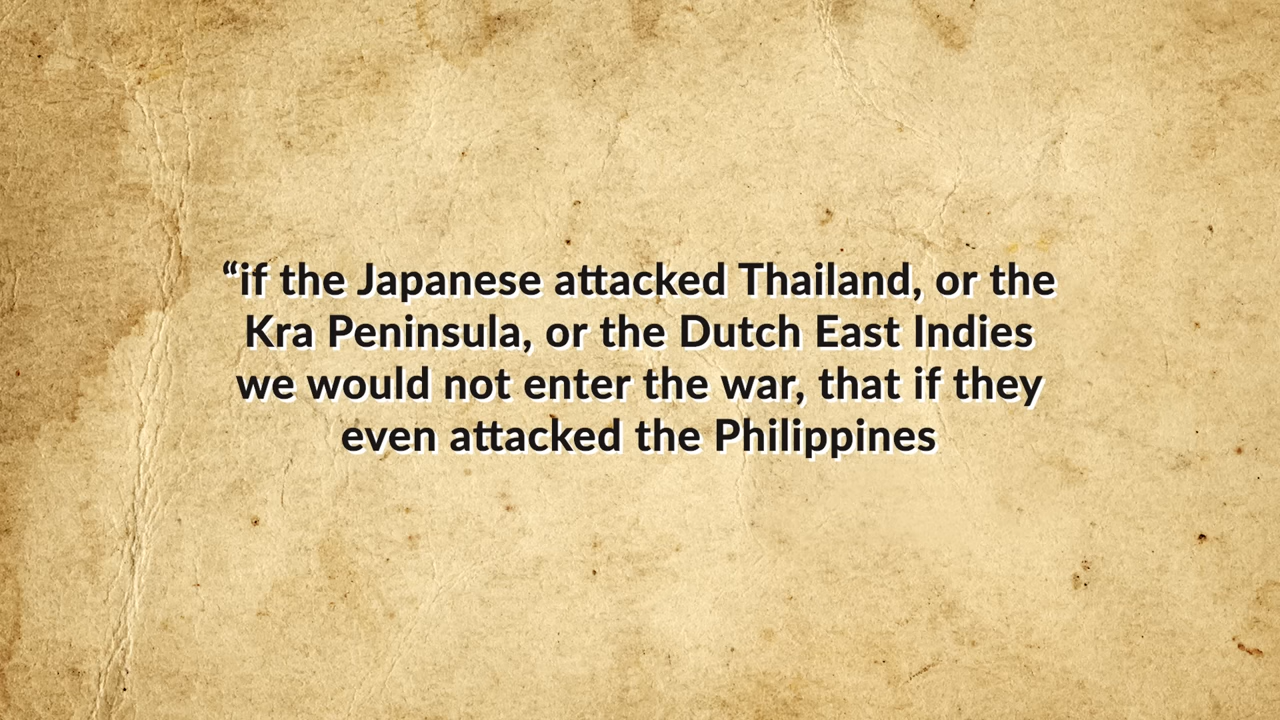 “if the Japanese attacked Thailand, or the
Kra Peninsula, or the Dutch East Indies
we would not enter the war, that if they
even attacked the Philippines